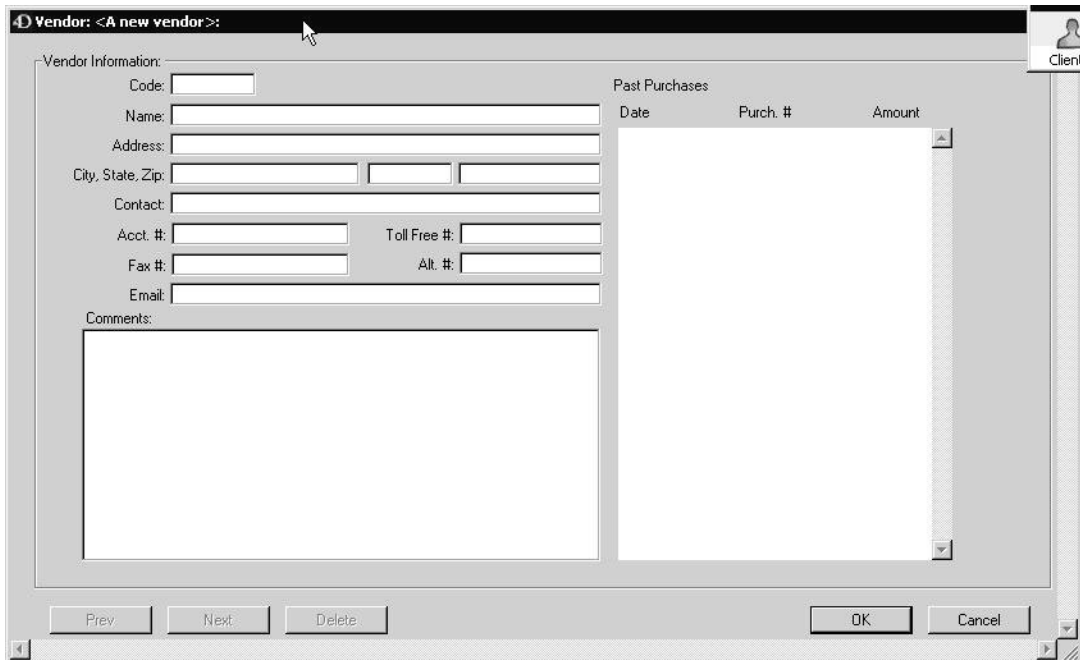 4D Vendor: <A new vendor>:
Client
Vendor Information:
Code:
Past Purchases
Name:
Date Purch. # Amount
Address:
City, State, Zip:
Contact:
Acct. #: Toll Free #:
Fax #: Alt. #:
Email:
Comments:
Prev Next Delete OK Cancel